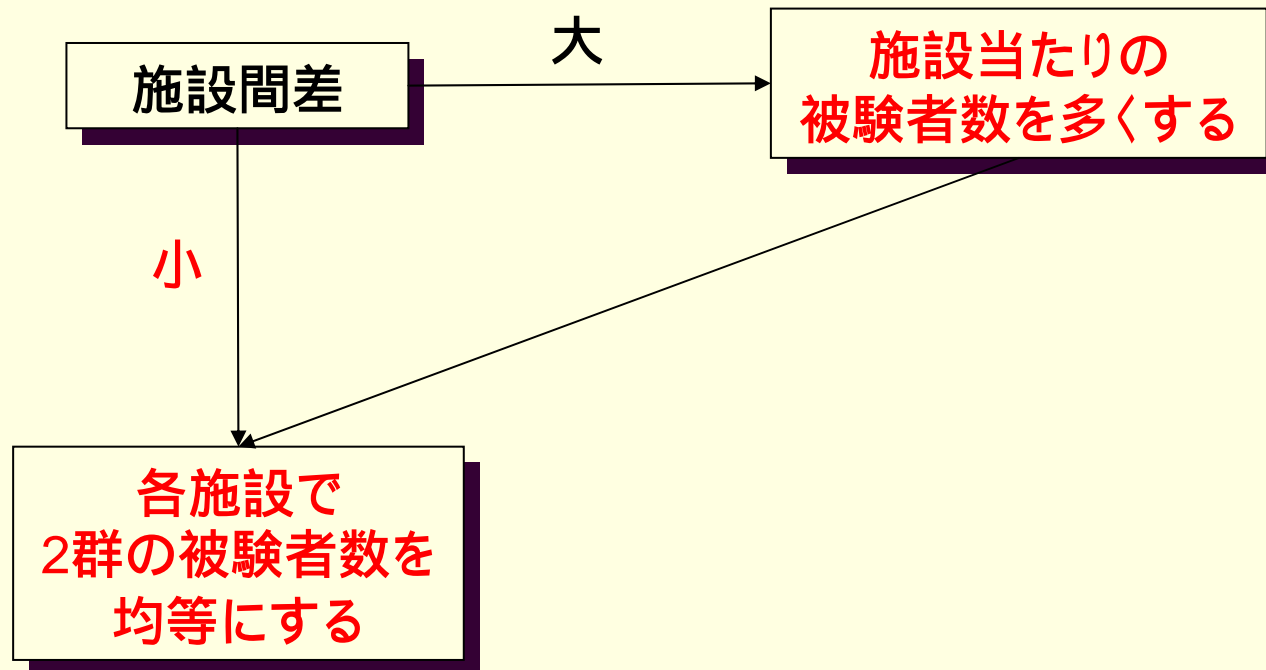 施設間差
大
施設当たりの
被験者数を多くする
小
各施設で
2群の被験者数を
均等にする